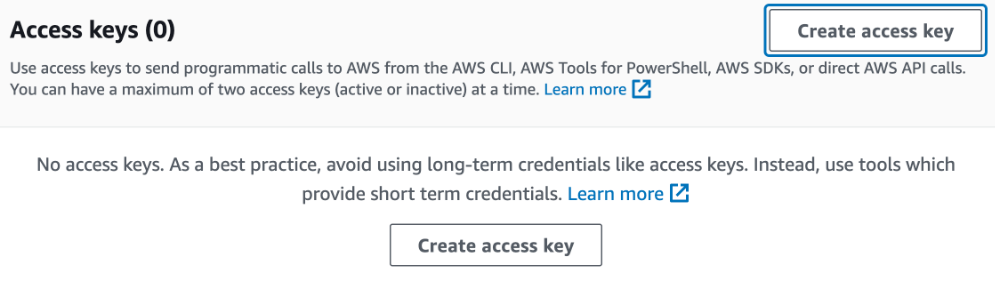 Access keys (0)
Create access key
Use access keys to send programmatic calls to AWS from the AWS CLI, AWS Tools for PowerShell, AWS SDKs, or direct AWS API calls.
You can have a maximum of two access keys (active or inactive) at a time. Learn more
No access keys. As a best practice, avoid using long-term credentials like access keys. Instead, use tools which
provide short term credentials. Learn more
Create access key